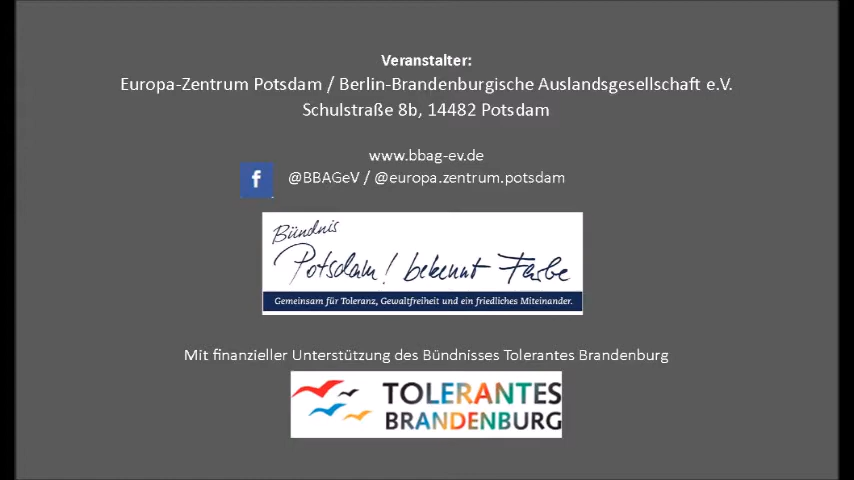 Veranstalter:
Europa-Zentrum Potsdam / Berlin-Brandenburgische Auslandsgesellschaft e.V.
Schulstraße 8b, 14482 Potsdam
www.bbag-ev.de
f @BBAGeV / @europa.zentrum.potsdam
Bündnis
Potsdam! bekennt Farbe
Gemeinsam für Toleranz, Gewaltfreiheit und ein friedliches Miteinander.
Mit finanzieller Unterstützung des Bündnisses Tolerantes Brandenburg
TOLERANTES
BRANDENBURG